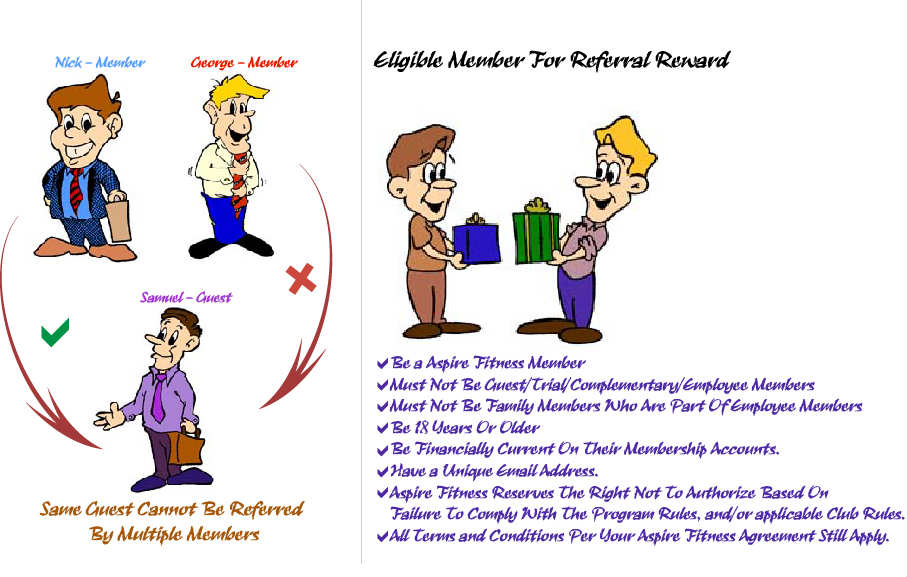 Nick - Member
George - Member
Samuel - Guest
Same Guest Cannot Be Referred
By Multiple Members
Eligible Member For Referral Reward
Be a Aspire Fitness Member
Must Not Be Guest/Trial/Complementary/Employee Members
Must Not Be Family Members Who Are Part Of Employee Members
Be 18 Years Or Older
Be Financially Current On Their Membership Accounts.
Have a Unique Email Address.
Aspire Fitness Reserves The Right Not To Authorize Based On
Failure To Comply With The Program Rules, and/or applicable Club Rules.
All Terms and Conditions Per Your Aspire Fitness Agreement Still Apply.